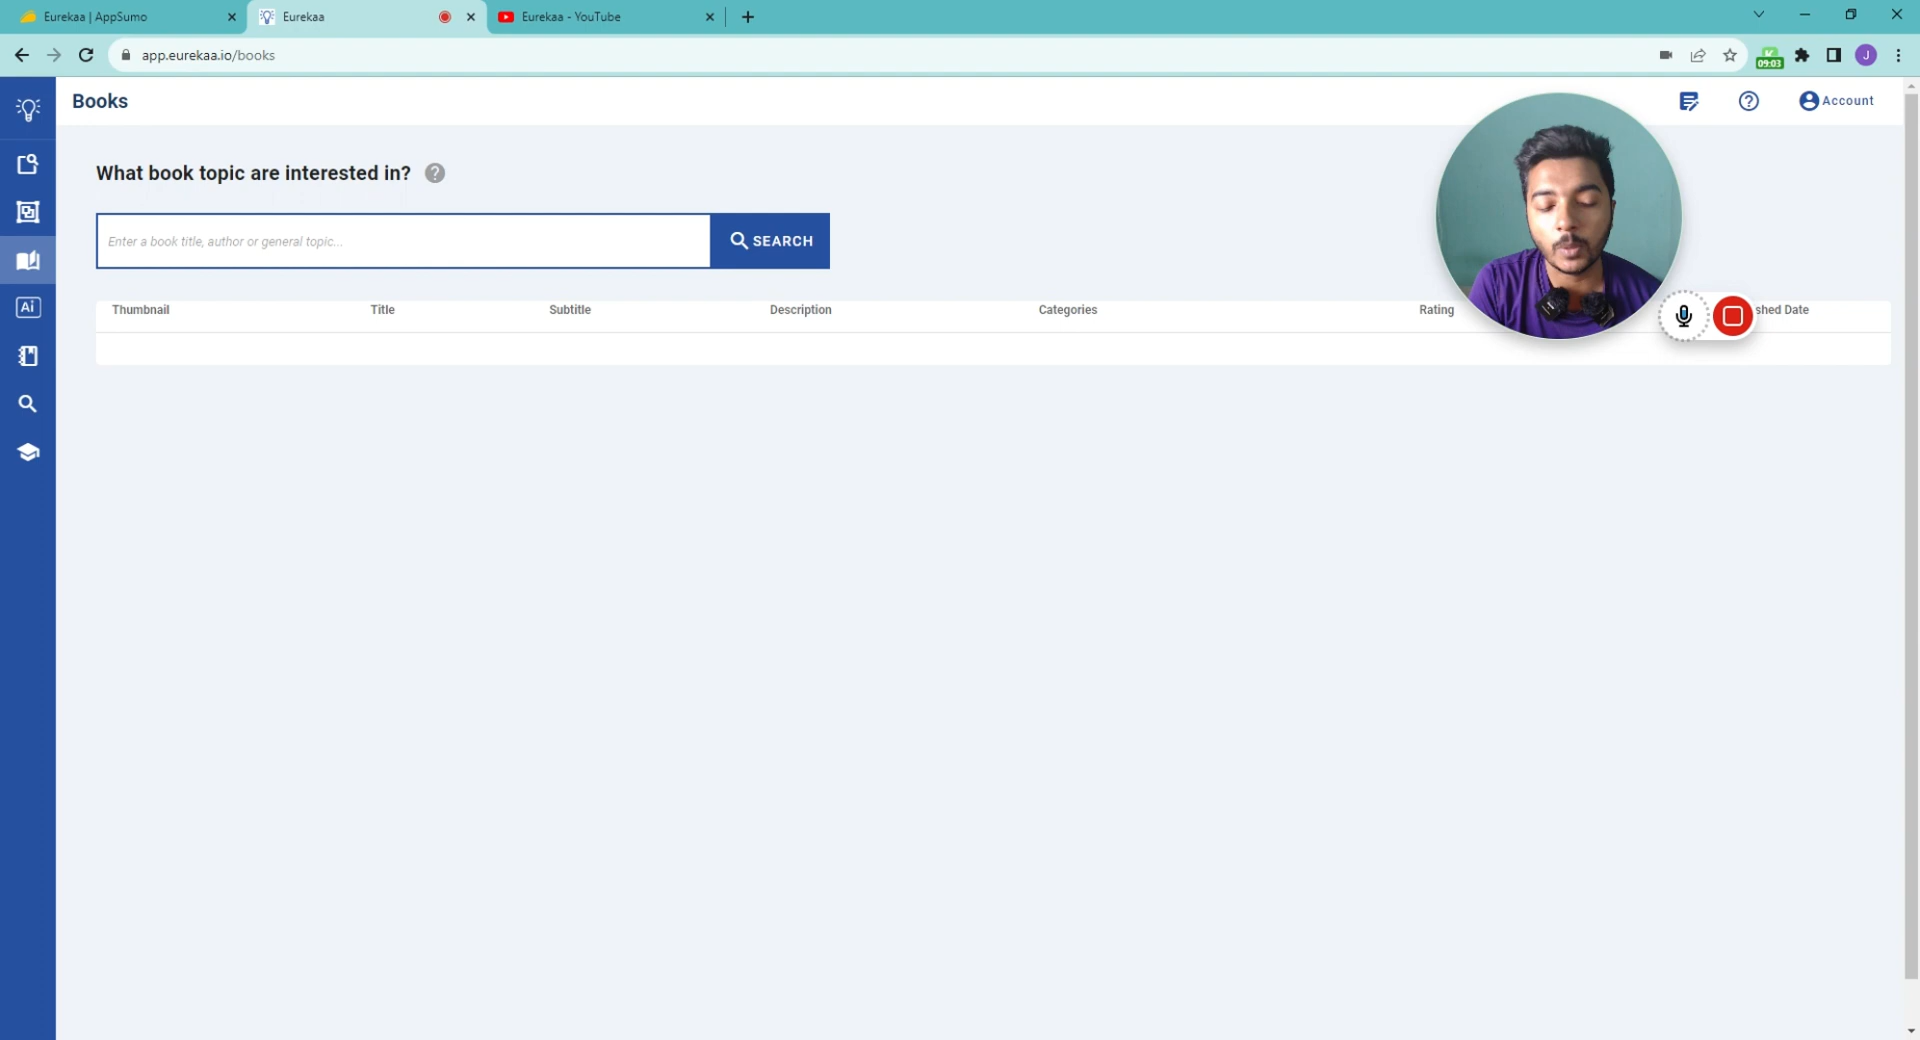 Eurekaa | AppSumo
Eurekaa
Eurekaa - YouTube
app.eurekaa.io/books
09:03
J
Books
Account
What book topic are interested in?
Enter a book title, author or general topic...
SEARCH
Thumbnail Title Subtitle Description Categories Rating shed Date
Ai